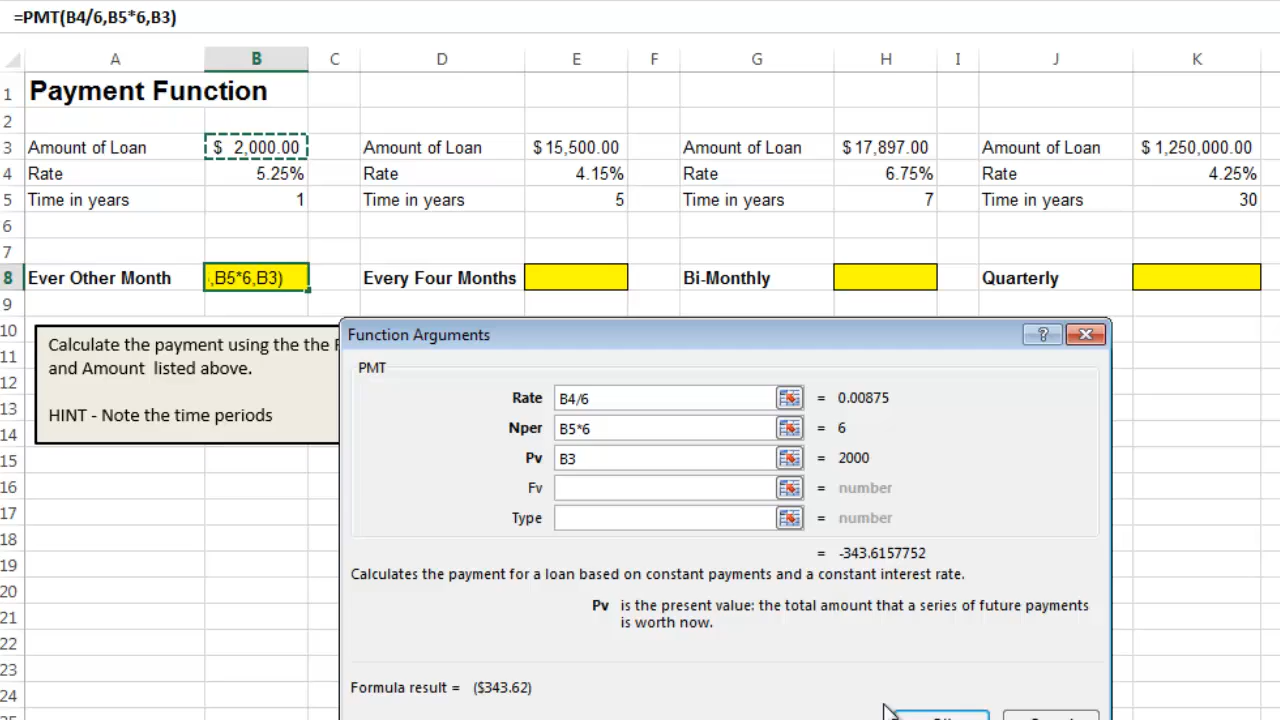 =PMT(B4/6,B5*6,B3)
A B C D E F G H I J K
1 Payment Function
2
3 Amount of Loan $ 2,000.00 Amount of Loan $ 15,500.00 Amount of Loan $ 17,897.00 Amount of Loan $ 1,250,000.00
4 Rate 5.25% Rate 4.15% Rate 6.75% Rate 4.25%
5 Time in years 1 Time in years 5 Time in years 7 Time in years 30
6
7
8 Ever Other Month ,B5*6,B3) Every Four Months Bi-Monthly Quarterly
9
10 Calculate the payment using the the
11 and Amount listed above.
12
13 HINT - Note the time periods
14
15
16
17
18
19
20
21
22
23
24
Function Arguments
PMT
Rate B4/6 = 0.00875
Nper B5*6 = 6
Pv B3 = 2000
Fv = number
Type = number
= -343.6157752
Calculates the payment for a loan based on constant payments and a constant interest rate.
Pv is the present value: the total amount that a series of future payments
is worth now.
Formula result = ($343.62)